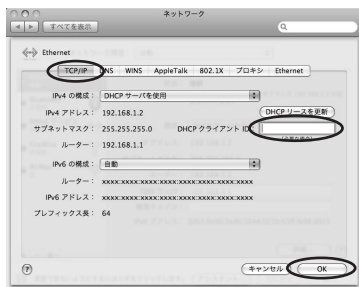 ネットワーク
すべてを表示
Ethernet
TCP/IP DNS WINS AppleTalk 802.1X プロキシ Ethernet
IPv4 の構成： DHCP サーバを使用
IPv4 アドレス： 192.168.1.2 DHCP リースを更新
サブネットマスク： 255.255.255.0 DHCP クライアント ID：
(必要な場合)
ルーター： 192.168.1.1
IPv6 の構成： 自動
ルーター： xxxx:xxxx:xxxx:xxxx:xxxx:xxxx:xxxx:xxxx
IPv6 アドレス： xxxx:xxxx:xxxx:xxxx:xxxx:xxxx:xxxx:xxxx
プレフィックス長： 64
? キャンセル OK